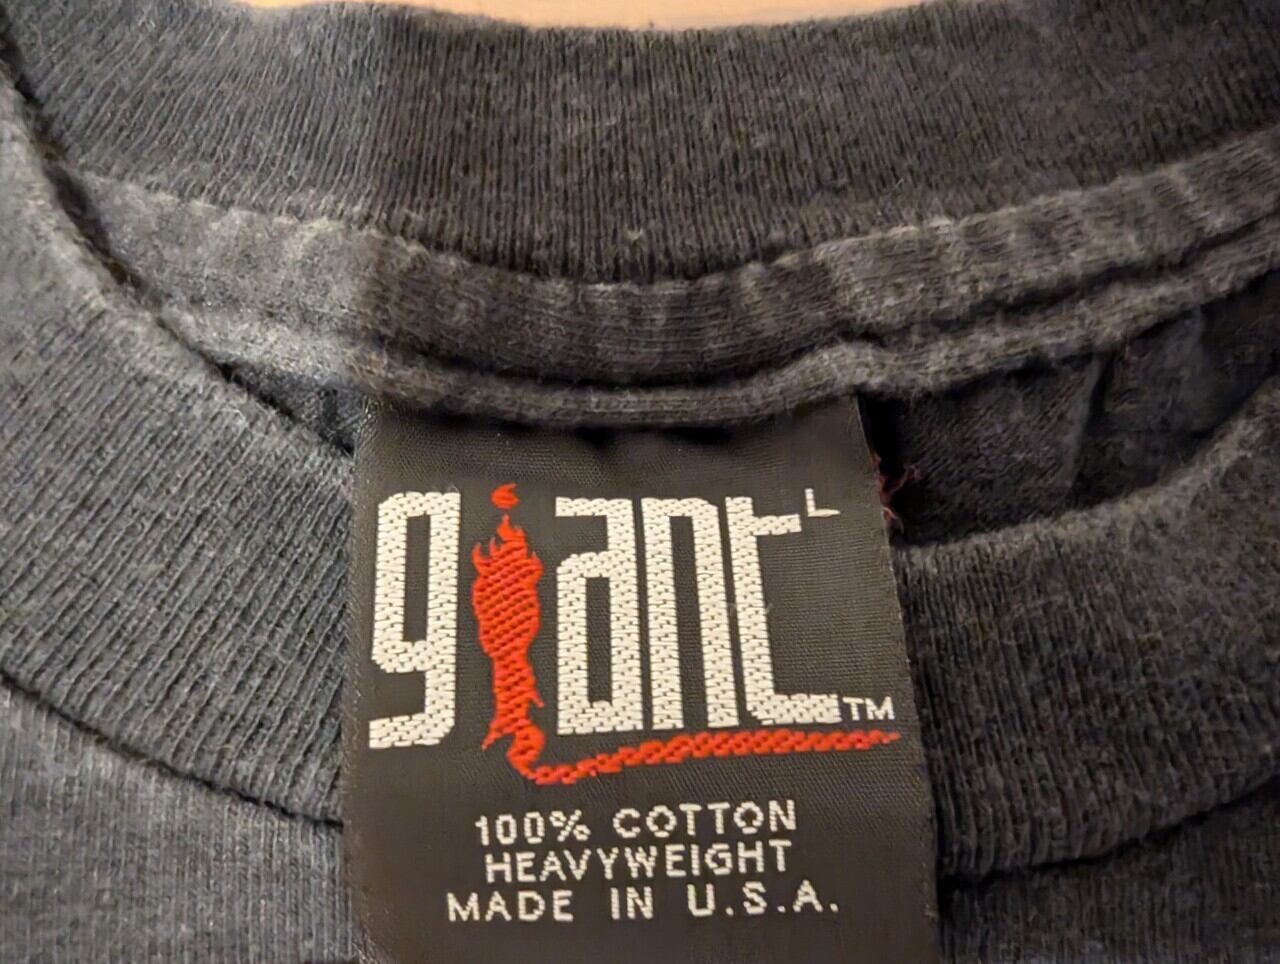 giant L TM
100% COTTON
HEAVYWEIGHT
MADE IN U.S.A.